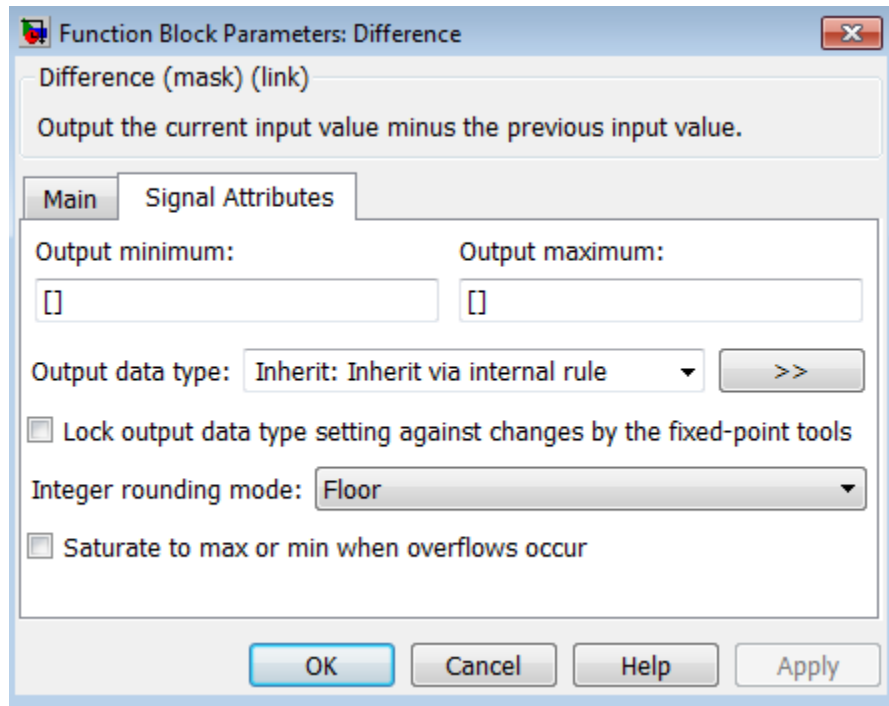 Function Block Parameters: Difference
Difference (mask) (link)
Output the current input value minus the previous input value.
Main Signal Attributes
Output minimum: Output maximum:
[] []
Output data type: Inherit: Inherit via internal rule >>
Lock output data type setting against changes by the fixed-point tools
Integer rounding mode: Floor
Saturate to max or min when overflows occur
OK Cancel Help Apply